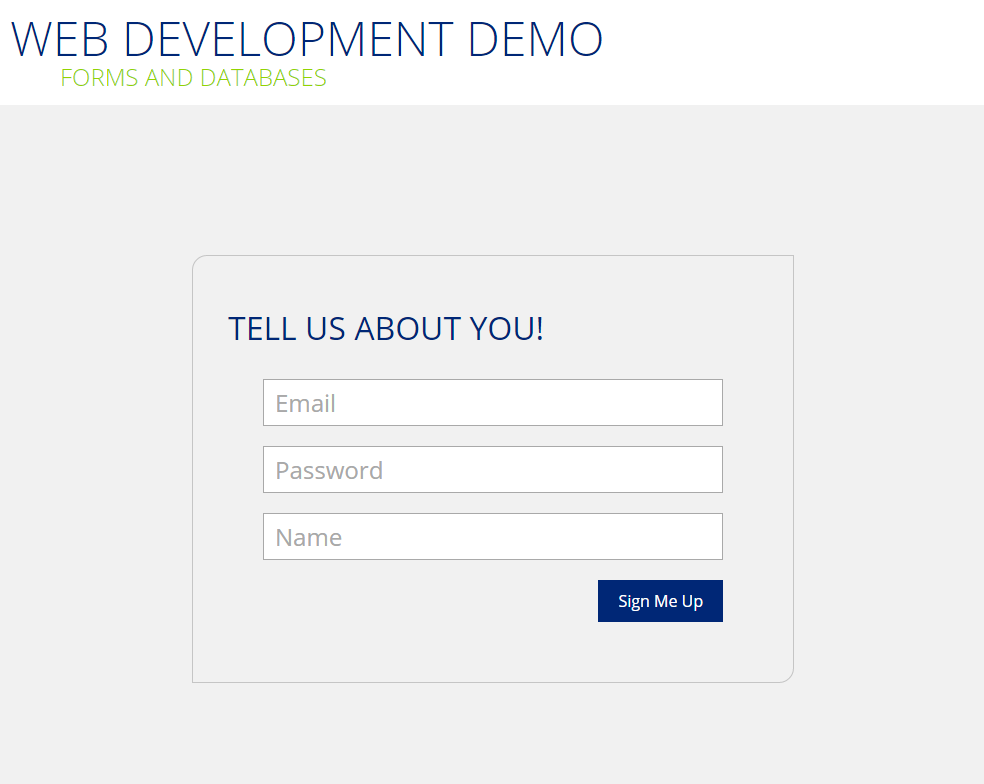 WEB DEVELOPMENT DEMO
FORMS AND DATABASES
TELL US ABOUT YOU!
Email
Password
Name
Sign Me Up